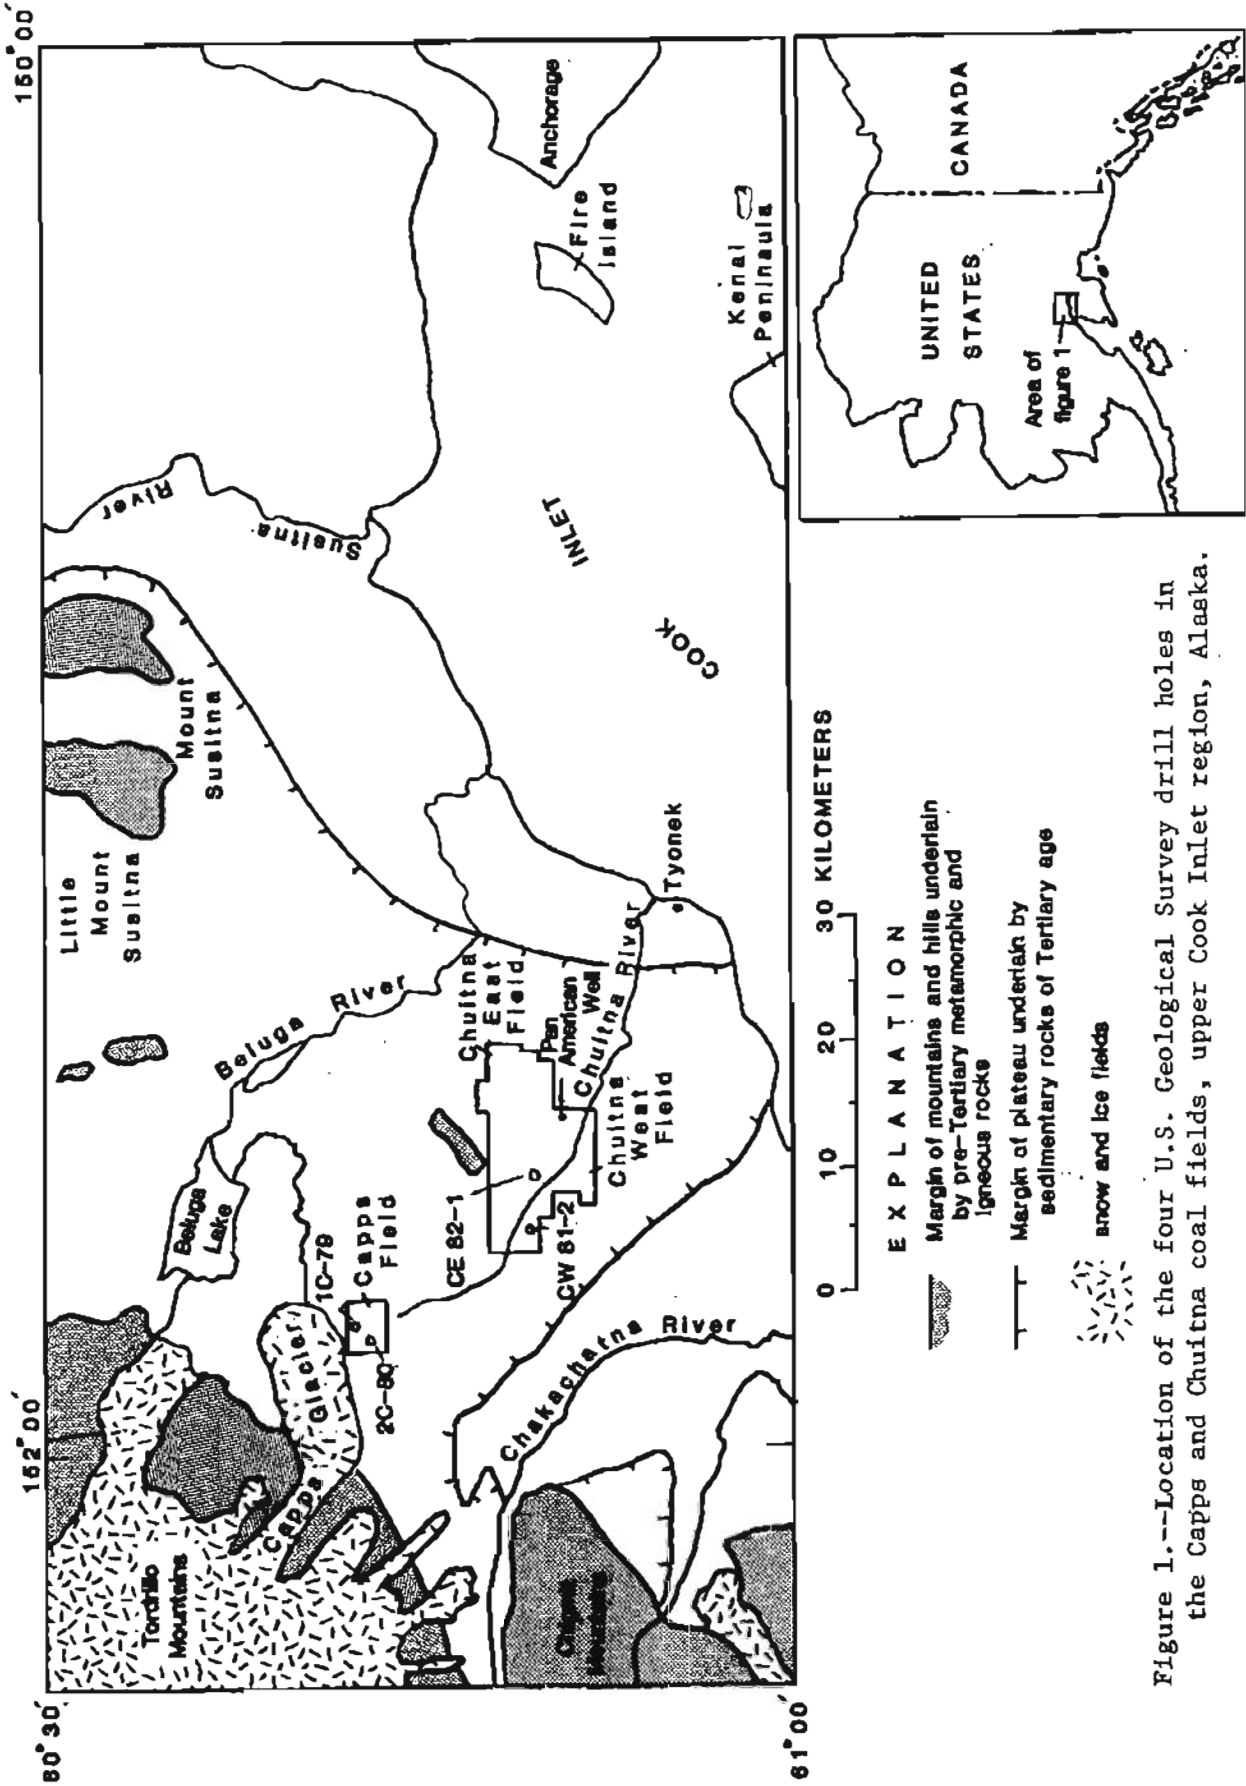 60°30´
152°00´
150°00´
61°00´
Tordrillo
Mountains
Capps Glacier
Beluga
Lake
Beluga River
Little
Mount
Susitna
Mount
Susitna
Susitna River
1C-79
Capps
Field
2C-80
CE 82-1
CW 81-2
Chuitna
East
Field
Pan
American
Well
Chuitna River
Chuitna
West
Field
Chakachatna River
Mountains
Tyonek
COOK INLET
Anchorage
Fire
Island
Kenai
Peninsula
0 10 20 30 KILOMETERS
EXPLANATION
Margin of mountains and hills underlain
by pre-Tertiary metamorphic and
igneous rocks
Margin of plateau underlain by
sedimentary rocks of Tertiary age
snow and ice fields
UNITED
STATES
CANADA
Area of
figure 1
Figure 1.--Location of the four U.S. Geological Survey drill holes in
the Capps and Chuitna coal fields, upper Cook Inlet region, Alaska.